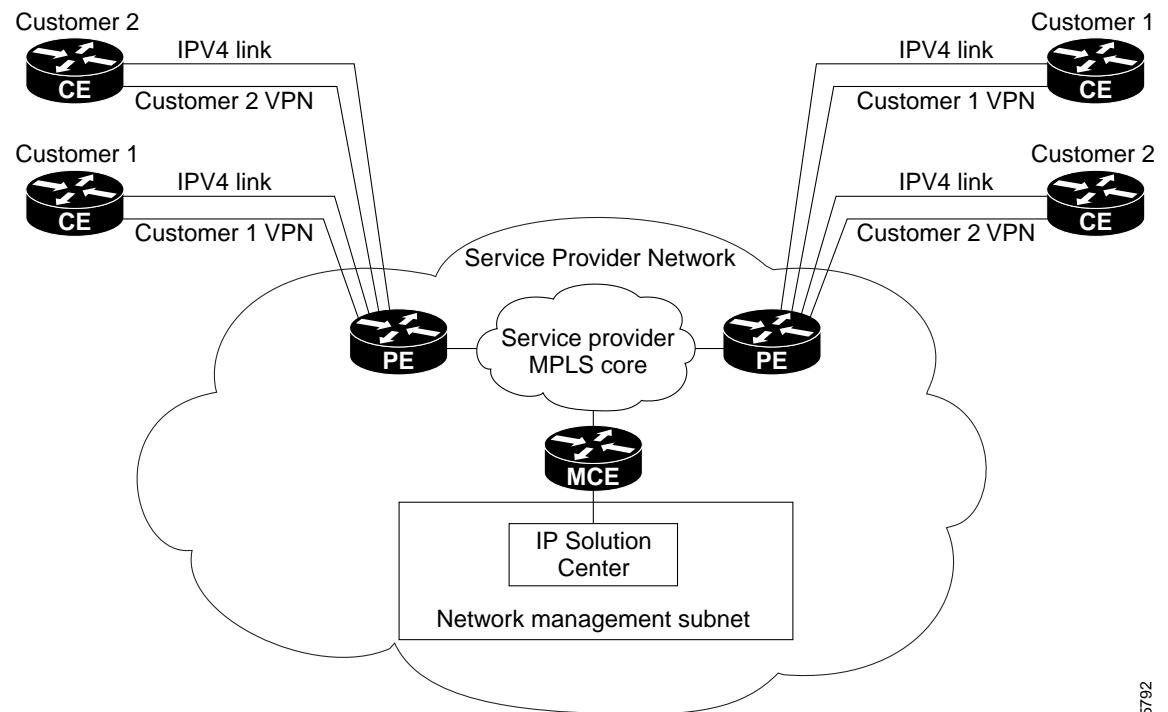 Customer 2
IPV4 link
CE
Customer 2 VPN
Customer 1
IPV4 link
CE
Customer 1 VPN
Customer 1
IPV4 link
CE
Customer 1 VPN
Customer 2
IPV4 link
CE
Customer 2 VPN
Service Provider Network
PE
Service provider
MPLS core
PE
MCE
IP Solution
Center
Network management subnet